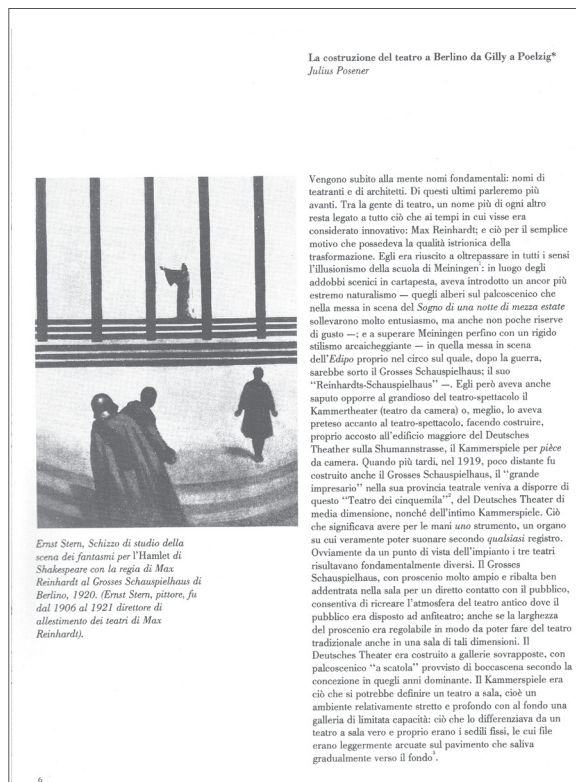 La costruzione del teatro a Berlino da Gilly a Poelzig*
Julius Posener
Vengono subito alla mente nomi fondamentali: nomi di
teatranti e di architetti. Di questi ultimi parleremo più
avanti. Tra la gente di teatro, un nome più di ogni altro
resta legato a tutto ciò che ai tempi in cui visse era
considerato innovativo: Max Reinhardt; e ciò per il semplice
motivo che possedeva la qualità istrionica della
trasformazione. Egli era riuscito a oltrepassare in tutti i sensi
l'illusionismo della scuola di Meiningen¹: in luogo degli
addobbi scenici in cartapesta, aveva introdotto un ancor più
estremo naturalismo — quegli alberi sul palcoscenico che
nella messa in scena del Sogno di una notte di mezza estate
sollevarono molto entusiasmo, ma anche non poche riserve
di gusto —; e a superare Meiningen perfino con un rigido
stilismo arcaicheggiante — in quella messa in scena
dell'Edipo proprio nel circo sul quale, dopo la guerra,
sarebbe sorto il Grosses Schauspielhaus; il suo
"Reinhardts-Schauspielhaus" —. Egli però aveva anche
saputo opporre al grandioso del teatro-spettacolo il
Kammertheater (teatro da camera) o, meglio, lo aveva
preteso accanto al teatro-spettacolo, facendo costruire,
proprio accosto all'edificio maggiore del Deutsches
Theather sulla Shumannstrasse, il Kammerspiele per pièce
da camera. Quando più tardi, nel 1919, poco distante fu
costruito anche il Grosses Schauspielhaus, il "grande
impresario" nella sua provincia teatrale veniva a disporre di
questo "Teatro dei cinquemila"², del Deutsches Theater di
media dimensione, nonché dell'intimo Kammerspiele. Ciò
che significava avere per le mani uno strumento, un organo
su cui veramente poter suonare secondo qualsiasi registro.
Ovviamente da un punto di vista dell'impianto i tre teatri
risultavano fondamentalmente diversi. Il Grosses
Schauspielhaus, con proscenio molto ampio e ribalta ben
addentrata nella sala per un diretto contatto con il pubblico,
consentiva di ricreare l'atmosfera del teatro antico dove il
pubblico era disposto ad anfiteatro; anche se la larghezza
del proscenio era regolabile in modo da poter fare del teatro
tradizionale anche in una sala di tali dimensioni. Il
Deutsches Theater era costruito a gallerie sovrapposte, con
palcoscenico "a scatola" provvisto di boccascena secondo la
concezione in quegli anni dominante. Il Kammerspiele era
ciò che si potrebbe definire un teatro a sala, cioè un
ambiente relativamente stretto e profondo con al fondo una
galleria di limitata capacità: ciò che lo differenziava da un
teatro a sala vero e proprio erano i sedili fissi, le cui file
erano leggermente arcuate sul pavimento che saliva
gradualmente verso il fondo³.
Ernst Stern, Schizzo di studio della
scena dei fantasmi per l'Hamlet di
Shakespeare con la regia di Max
Reinhardt al Grosses Schauspielhaus di
Berlino, 1920. (Ernst Stern, pittore, fu
dal 1906 al 1921 direttore di
allestimento dei teatri di Max
Reinhardt).
6